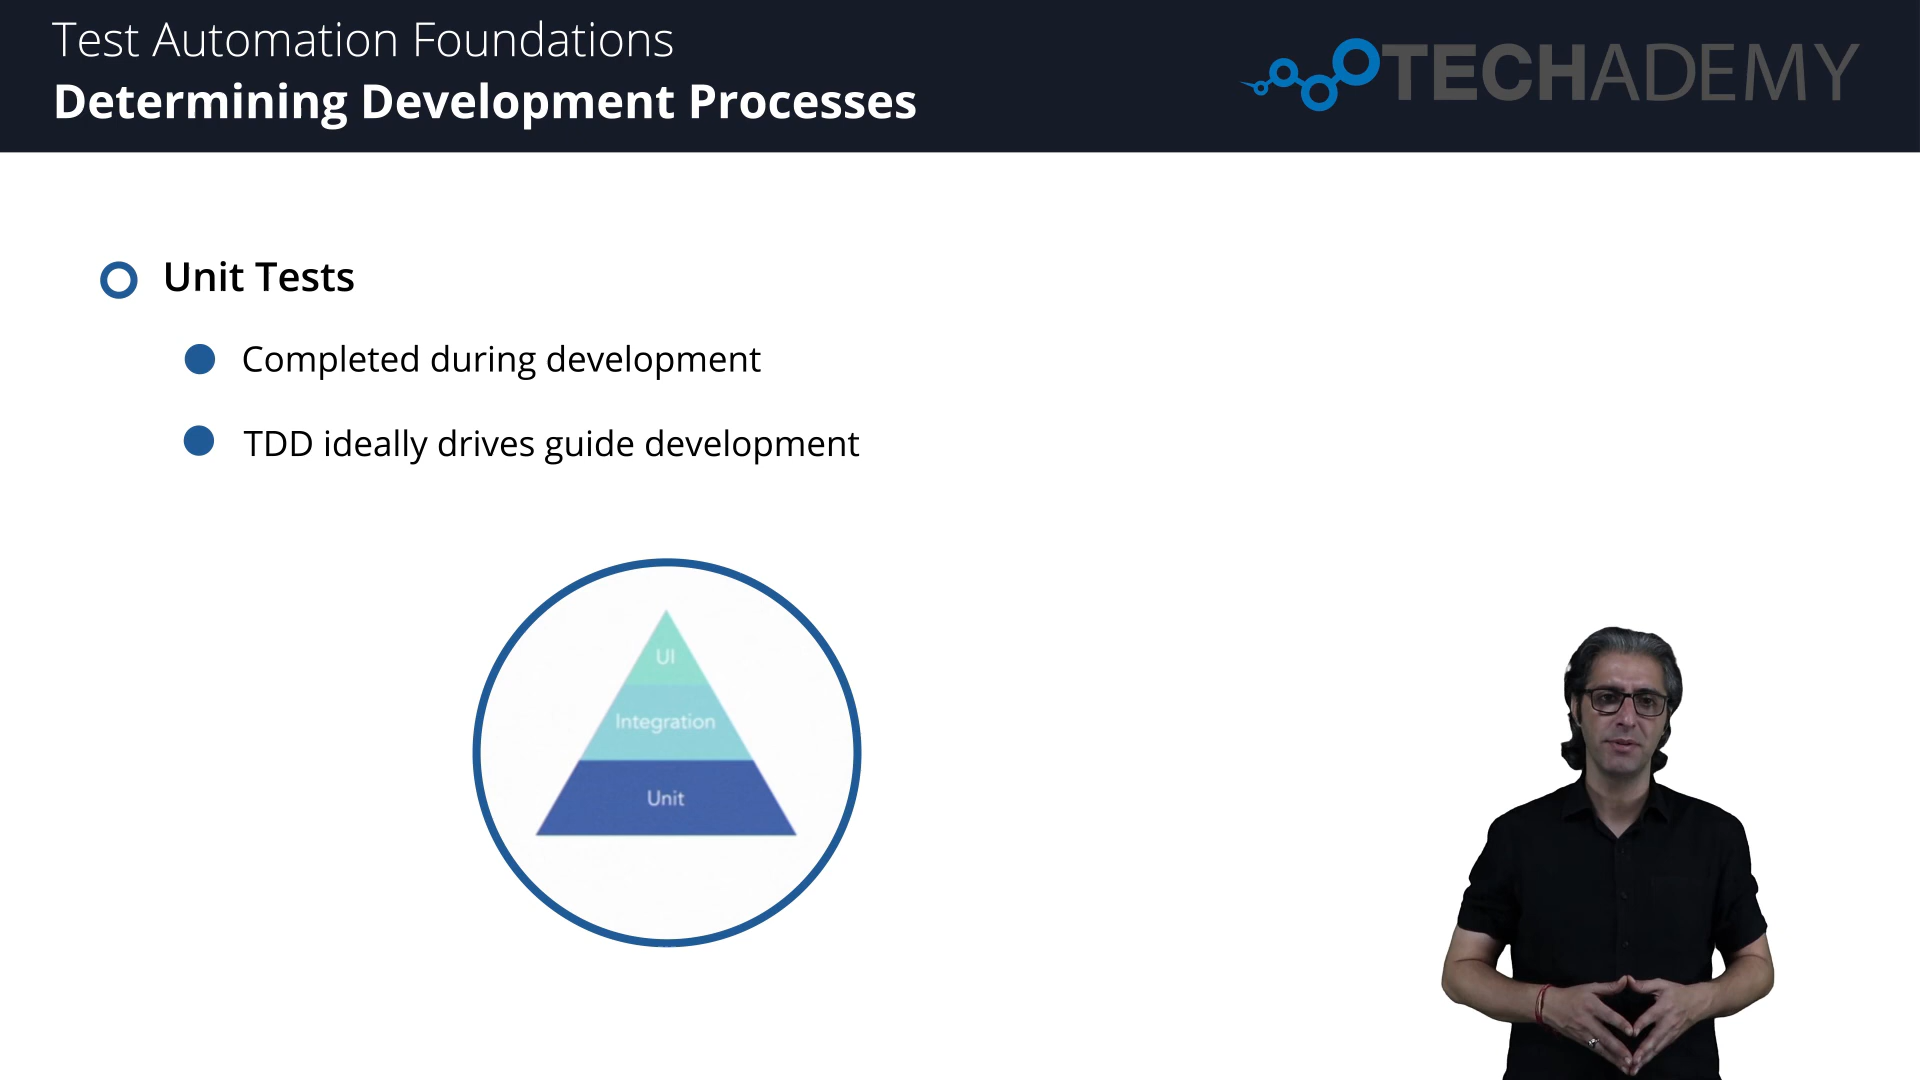 Test Automation Foundations
Determining Development Processes
TECHADEMY
Unit Tests
Completed during development
TDD ideally drives guide development
UI
Integration
Unit